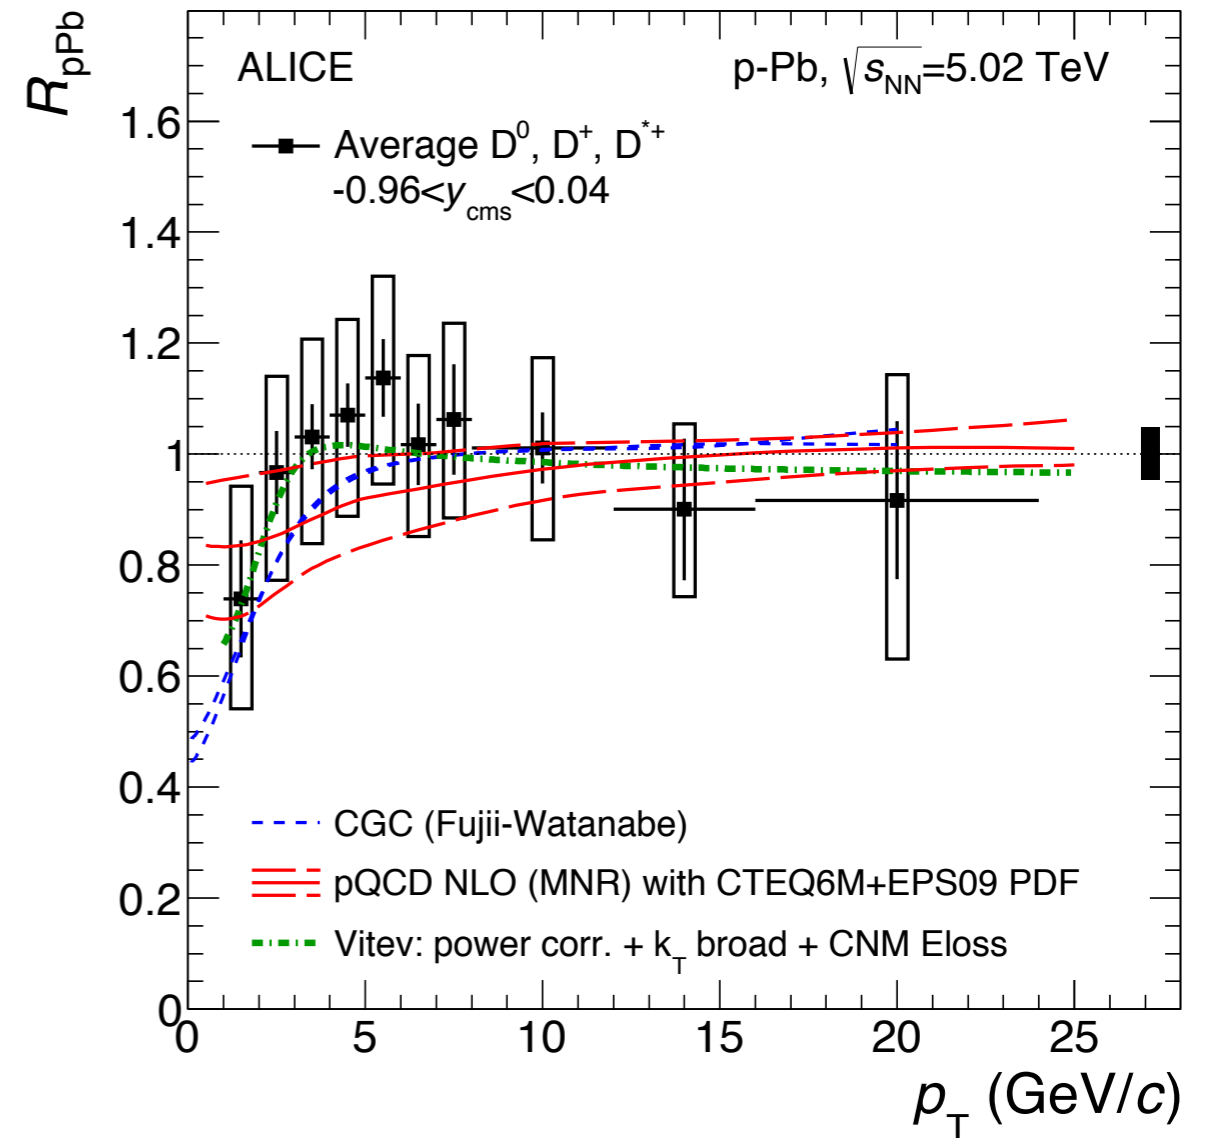 R_pPb
ALICE
p-Pb, √s_NN=5.02 TeV
Average D^0, D^+, D^*+
-0.96<y_cms<0.04
1.6
1.4
1.2
1
0.8
0.6
0.4
0.2
0
CGC (Fujii-Watanabe)
pQCD NLO (MNR) with CTEQ6M+EPS09 PDF
Vitev: power corr. + k_T broad + CNM Eloss
0 5 10 15 20 25
p_T (GeV/c)